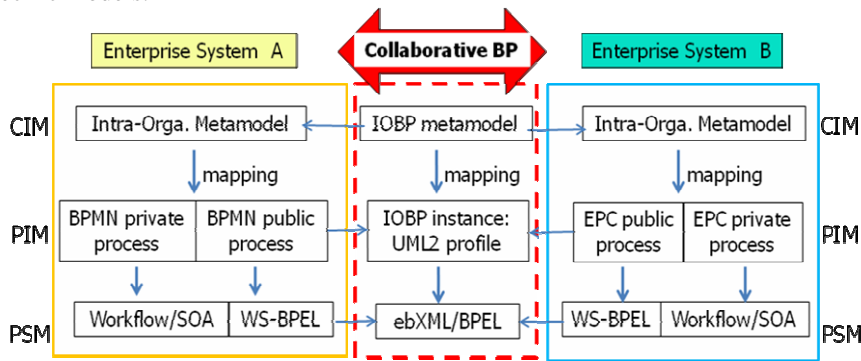 Enterprise System A
Collaborative BP
Enterprise System B
CIM
Intra-Orga. Metamodel
IOBP metamodel
Intra-Orga. Metamodel
CIM
mapping
mapping
mapping
PIM
BPMN private
process
BPMN public
process
IOBP instance:
UML2 profile
EPC public
process
EPC private
process
PIM
PSM
Workflow/SOA
WS-BPEL
ebXML/BPEL
WS-BPEL
Workflow/SOA
PSM